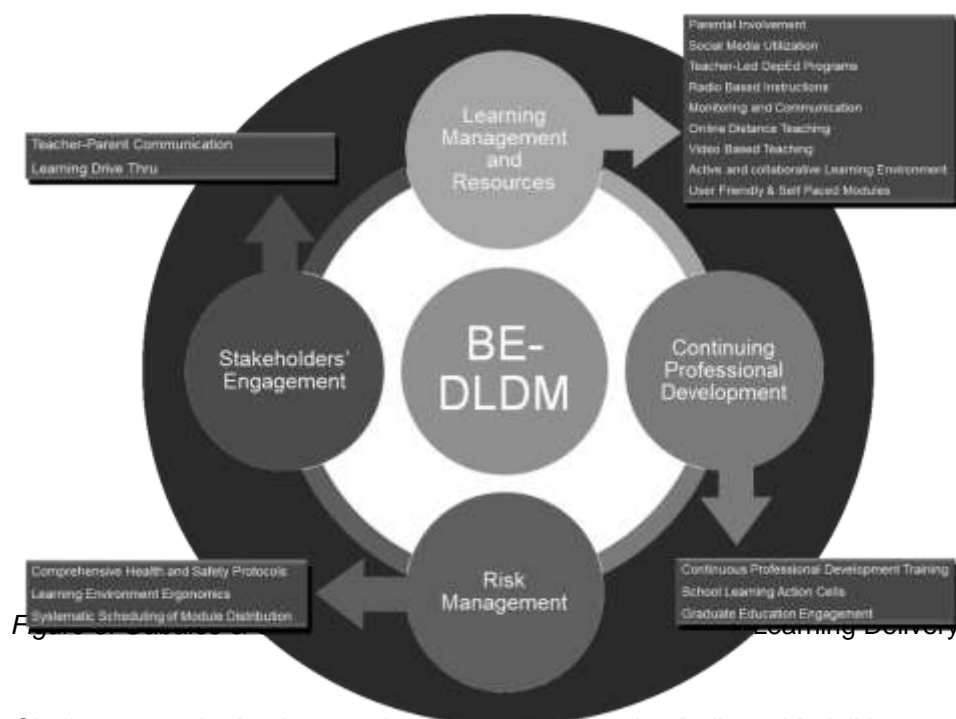 Parental Involvement
Social Media Utilization
Teacher-Led DepEd Programs
Radio Based Instructions
Monitoring and Communication
Online Distance Teaching
Video Based Teaching
Active and collaborative Learning Environment
User Friendly & Self Paced Modules
Learning
Management
and
Resources
Teacher-Parent Communication
Learning Drive Thru
Stakeholders'
Engagement
BE-
DLDM
Continuing
Professional
Development
Risk
Management
Comprehensive Health and Safety Protocols
Learning Environment Ergonomics
Systematic Scheduling of Module Distribution
Continuous Professional Development Training
School Learning Action Cells
Graduate Education Engagement
Learning Delivery